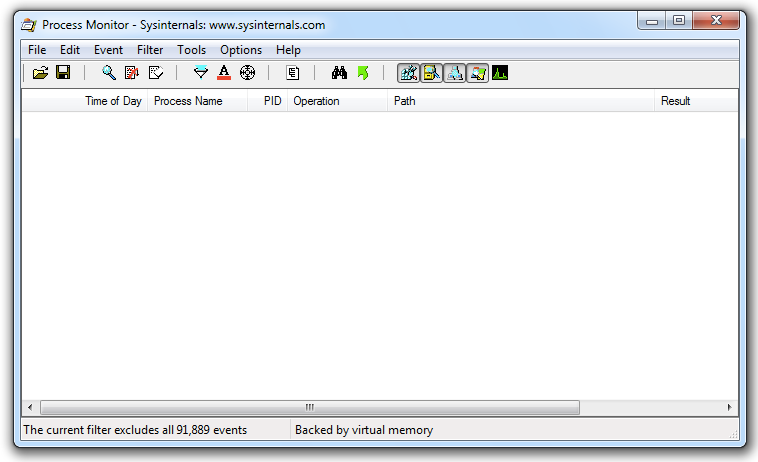 Process Monitor - Sysinternals: www.sysinternals.com
File Edit Event Filter Tools Options Help
Time of Day Process Name PID Operation Path Result
The current filter excludes all 91,889 events Backed by virtual memory